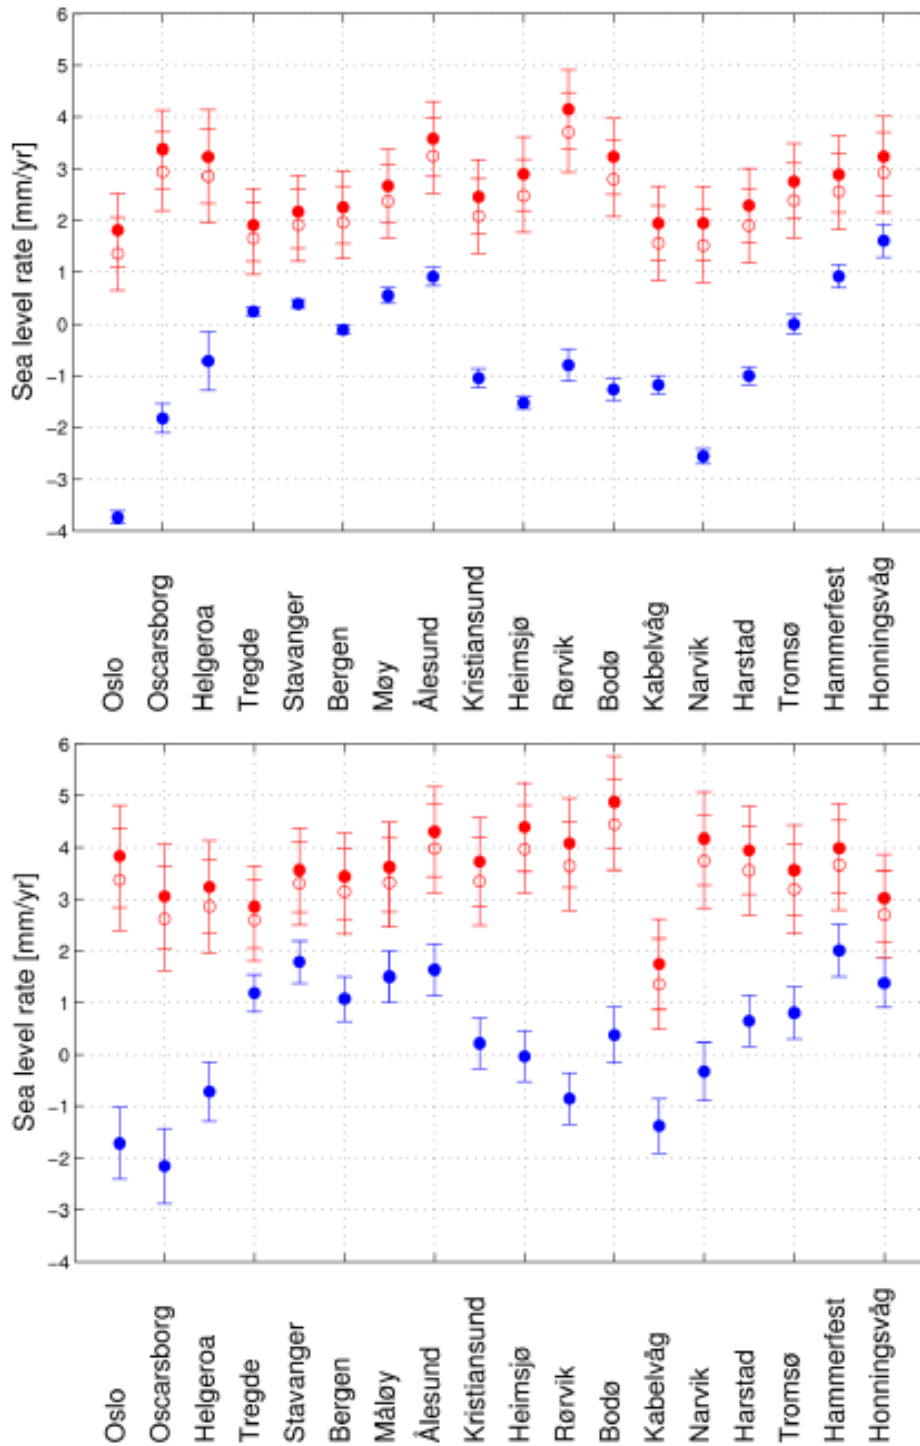 6
5
4
3
2
1
0
−1
−2
−3
−4
Sea level rate [mm/yr]
Oslo
Oscarsborg
Helgeroa
Tregde
Stavanger
Bergen
Møy
Ålesund
Kristiansund
Heimsjø
Rørvik
Bodø
Kabelvåg
Narvik
Harstad
Tromsø
Hammerfest
Honningsvåg
6
5
4
3
2
1
0
−1
−2
−3
−4
Sea level rate [mm/yr]
Oslo
Oscarsborg
Helgeroa
Tregde
Stavanger
Bergen
Måløy
Ålesund
Kristiansund
Heimsjø
Rørvik
Bodø
Kabelvåg
Narvik
Harstad
Tromsø
Hammerfest
Honningsvåg